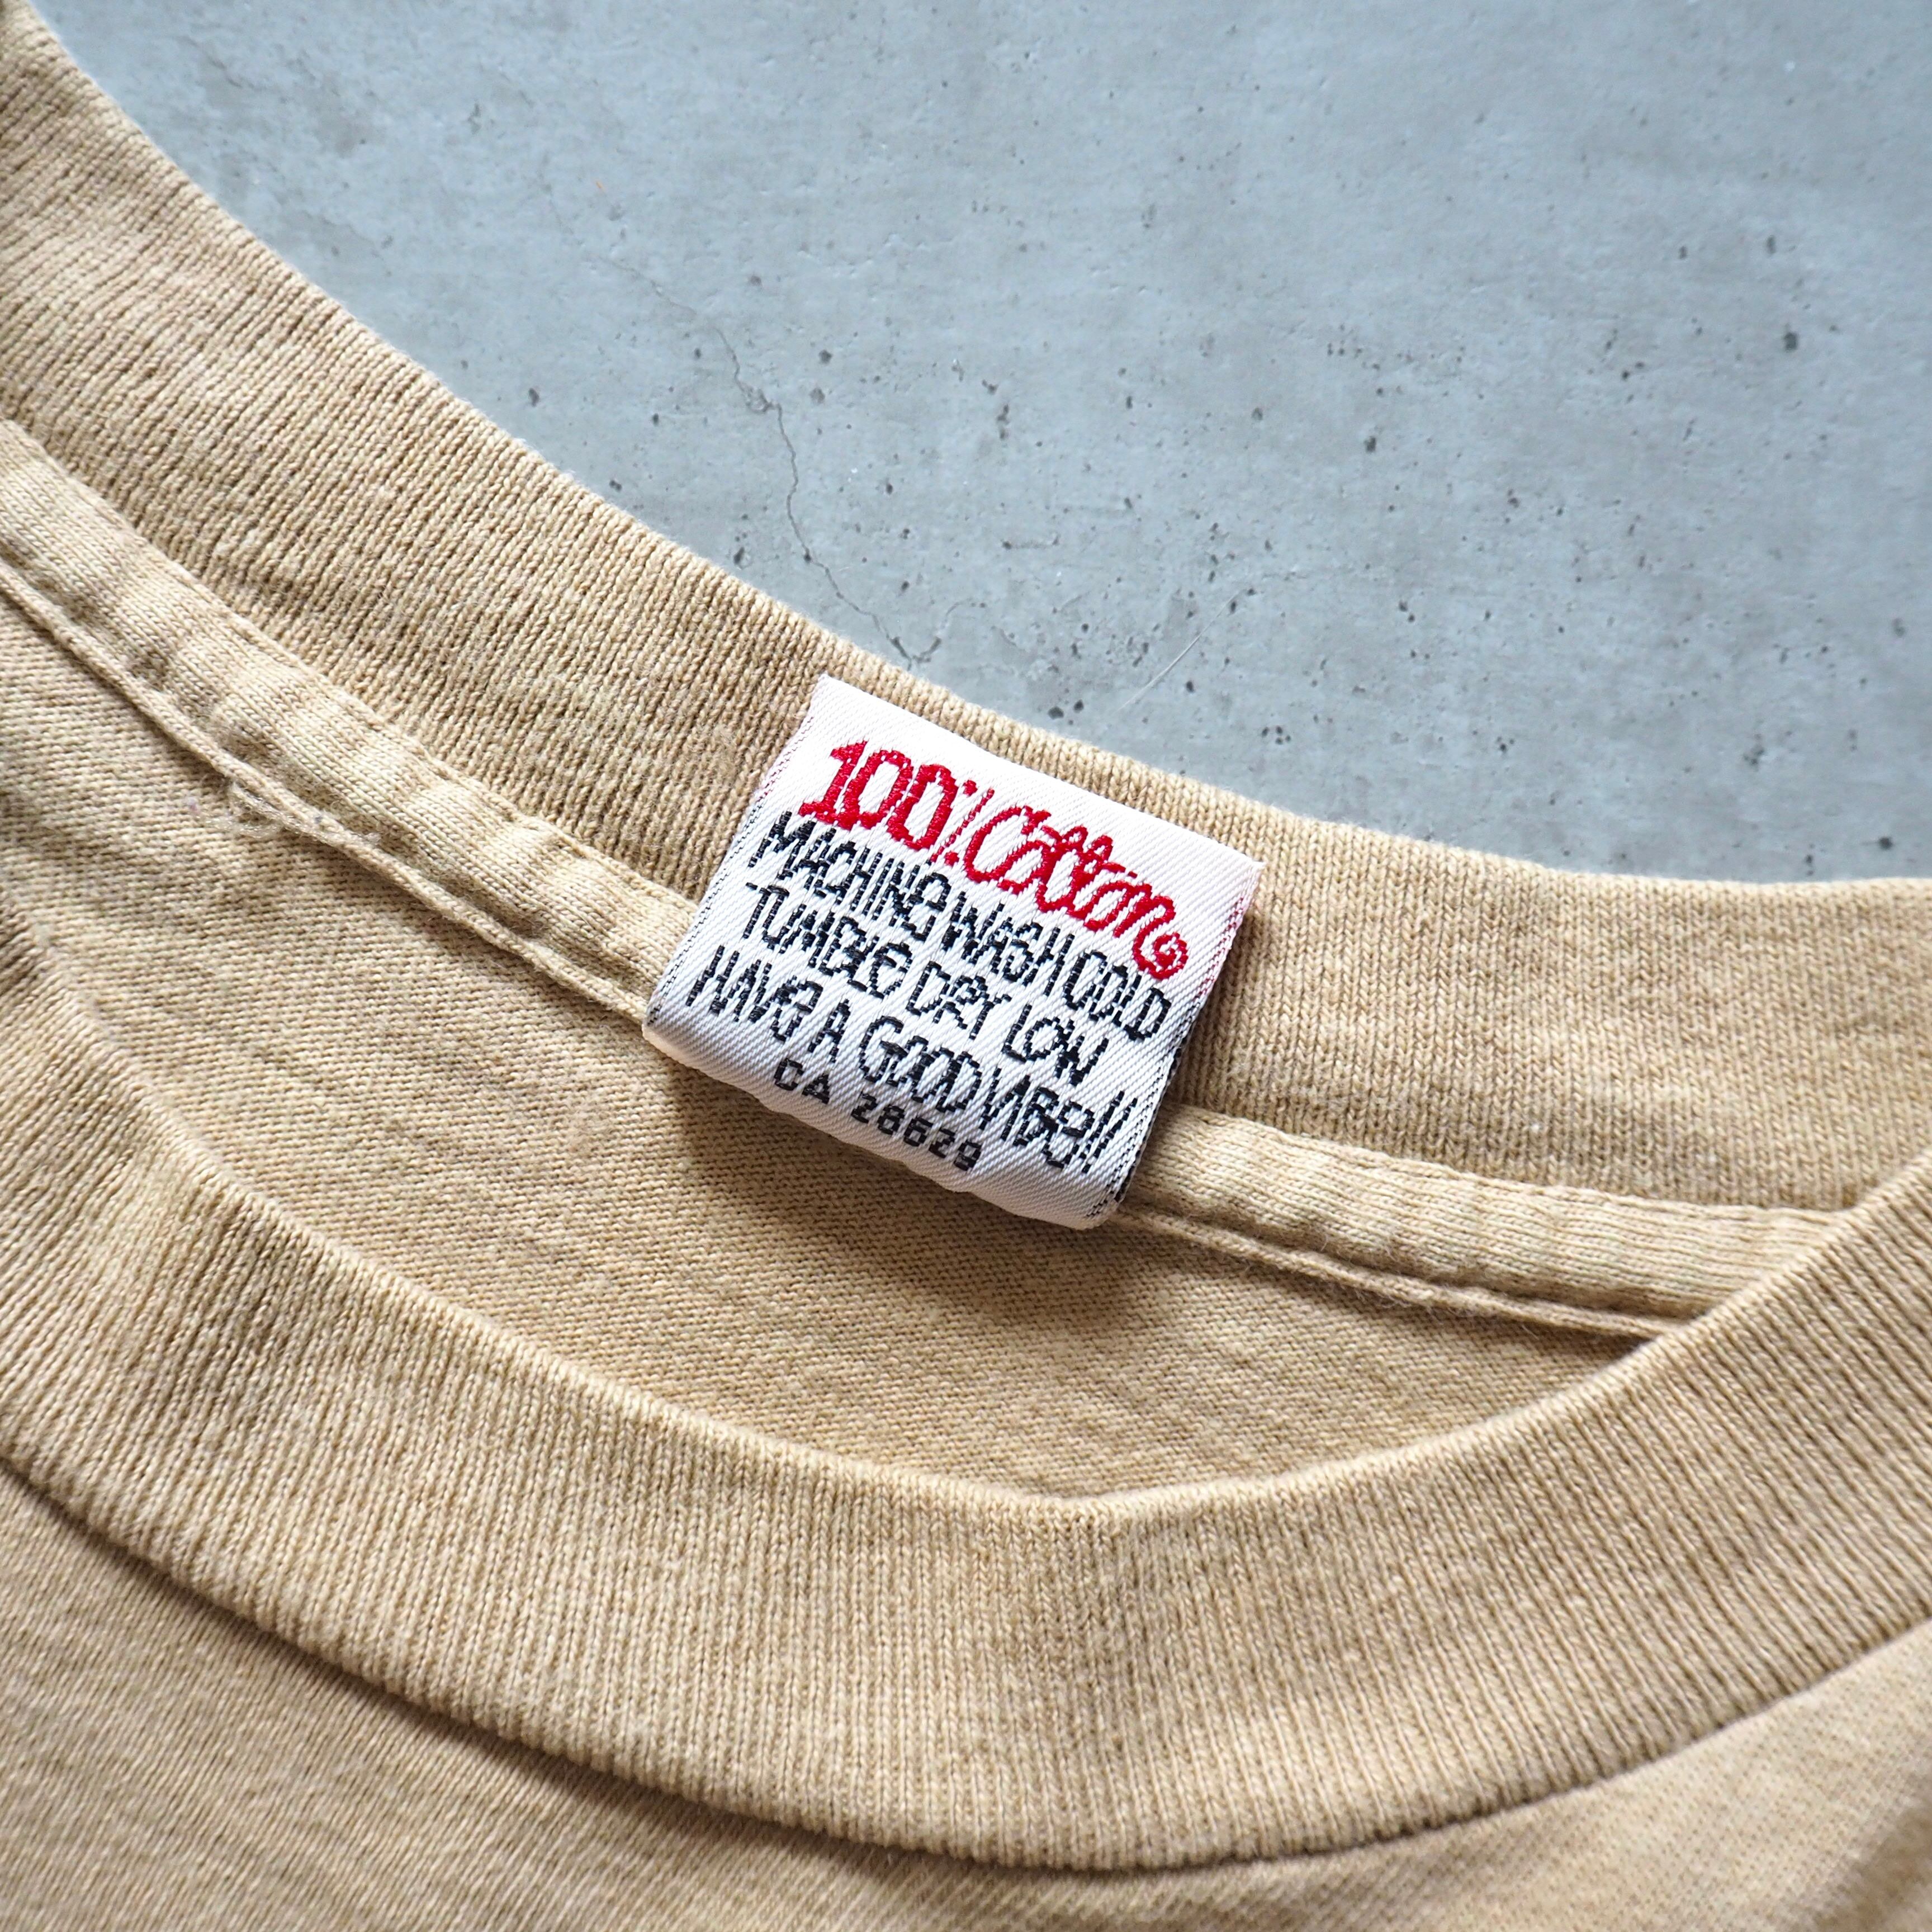 100% Cotton
MACHINe WASH COLD
TUMBLE DRY LOW
HAVe A GOOD VIBe!!
CA 28629